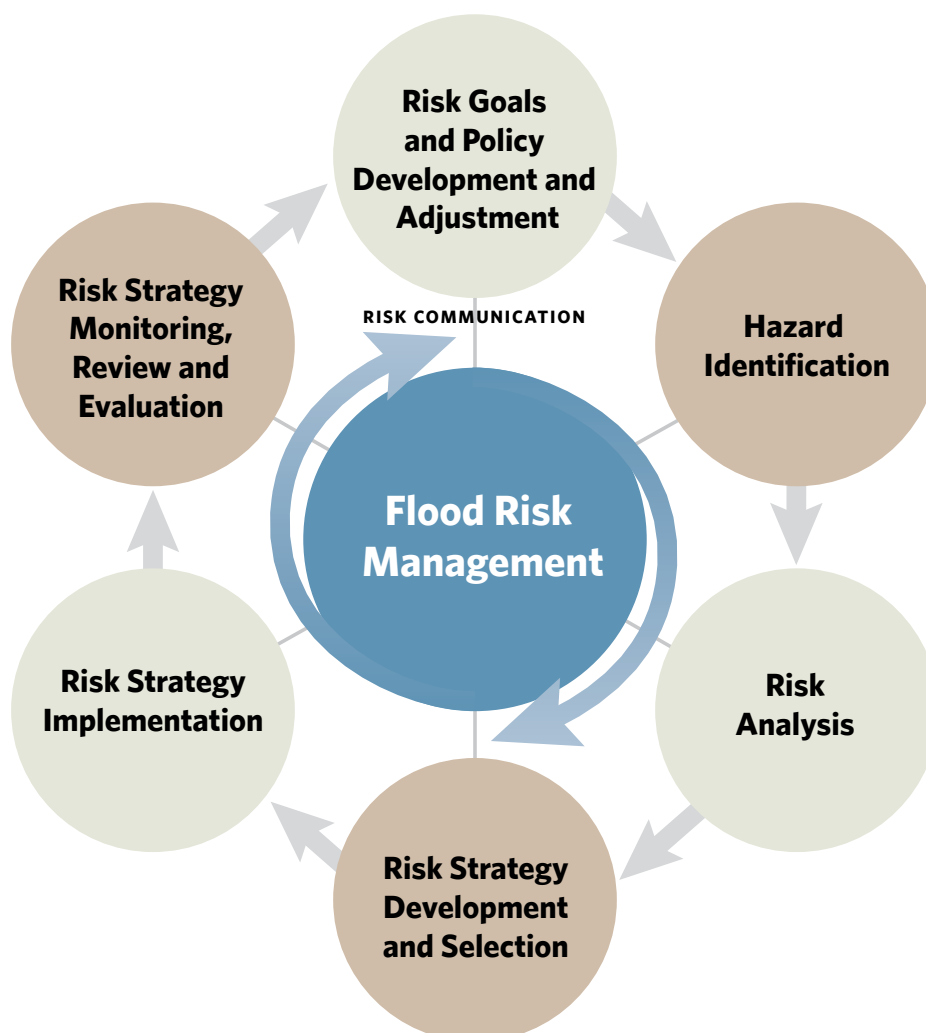 Risk Goals
and Policy
Development and
Adjustment
Hazard
Identification
Risk
Analysis
Risk Strategy
Development
and Selection
Risk Strategy
Implementation
Risk Strategy
Monitoring,
Review and
Evaluation
RISK COMMUNICATION
Flood Risk
Management